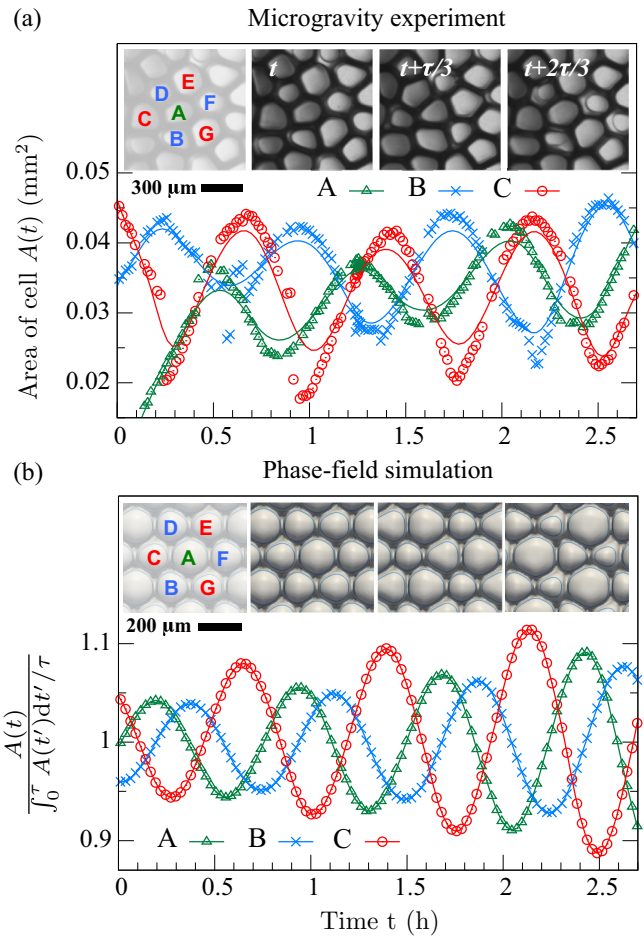 Microgravity experiment
(a)
t t+τ/3 t+2τ/3
E
D F
A
C
B G
300 μm
A B C
Area of cell A(t) (mm²)
0.05
0.04
0.03
0.02
0 0.5 1 1.5 2 2.5
Phase-field simulation
(b)
D E
C A F
B G
200 μm
A(t)
∫₀^τ A(t′)dt′/τ
1.1
1
0.9
A B C
0 0.5 1 1.5 2 2.5
Time t (h)